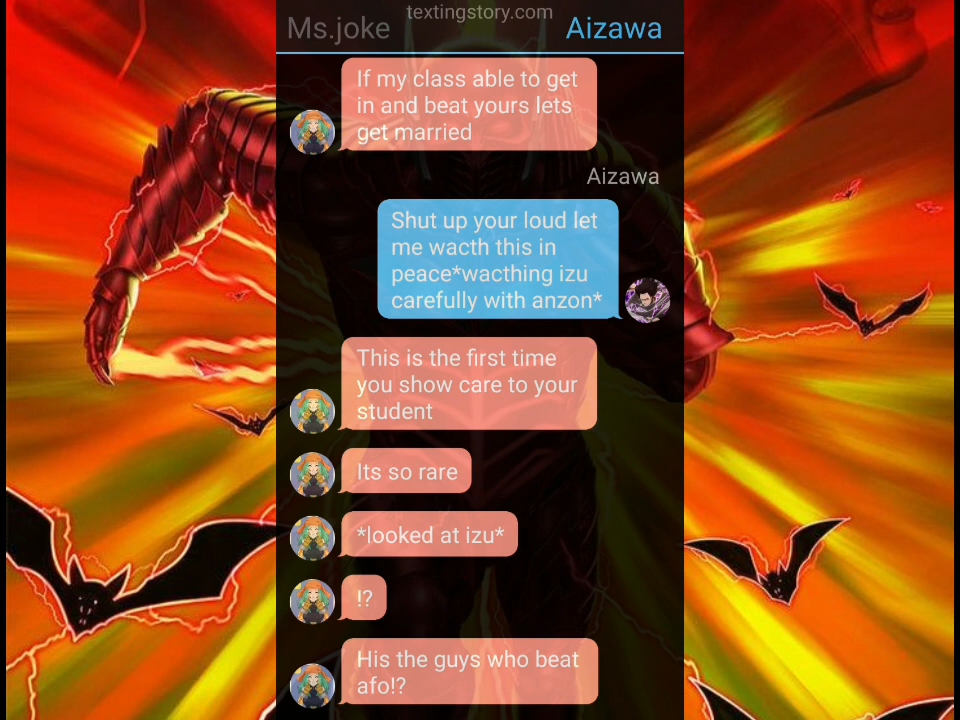 textingstory.com
Ms.joke
Aizawa
If my class able to get
in and beat yours lets
get married
Aizawa
Shut up your loud let
me wacth this in
peace*wacthing izu
carefully with anzon*
This is the first time
you show care to your
student
Its so rare
*looked at izu*
!?
His the guys who beat
afo!?